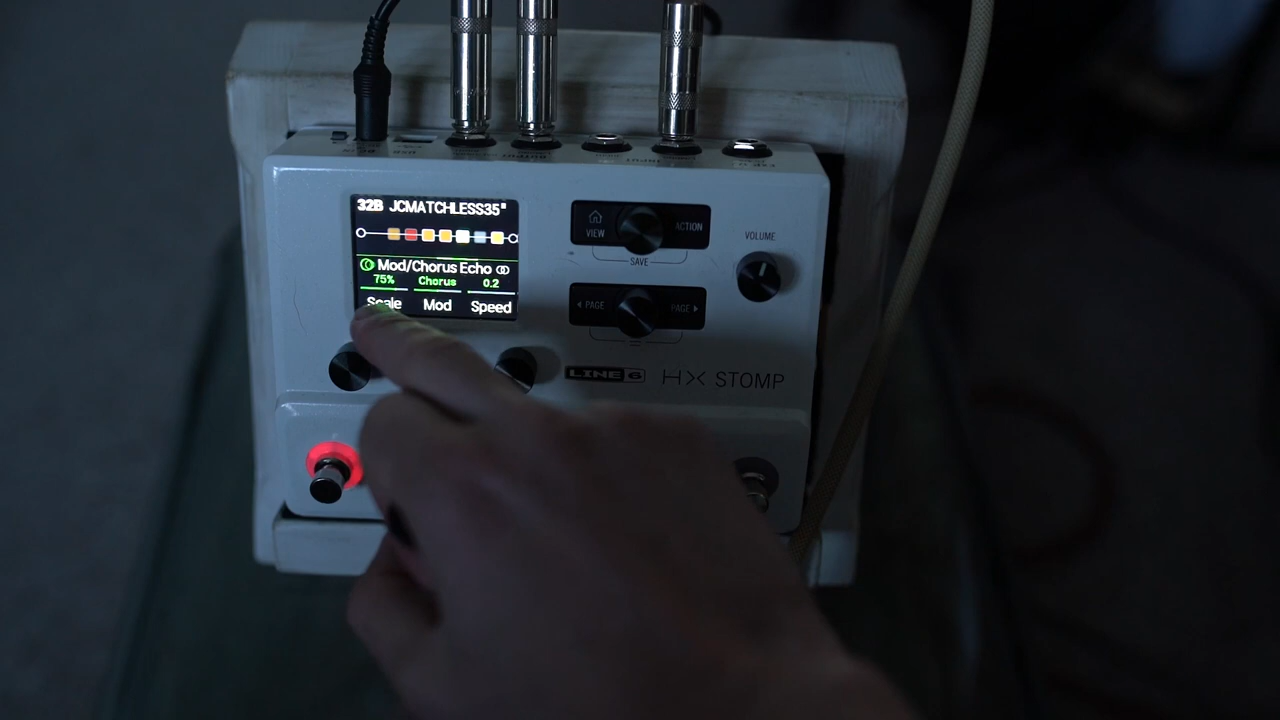 32B JCMATCHLESS35
Mod/Chorus Echo
75% Chorus 0.2
Scale Mod Speed
VIEW ACTION
SAVE
VOLUME
PAGE PAGE
LINE 6 HX STOMP